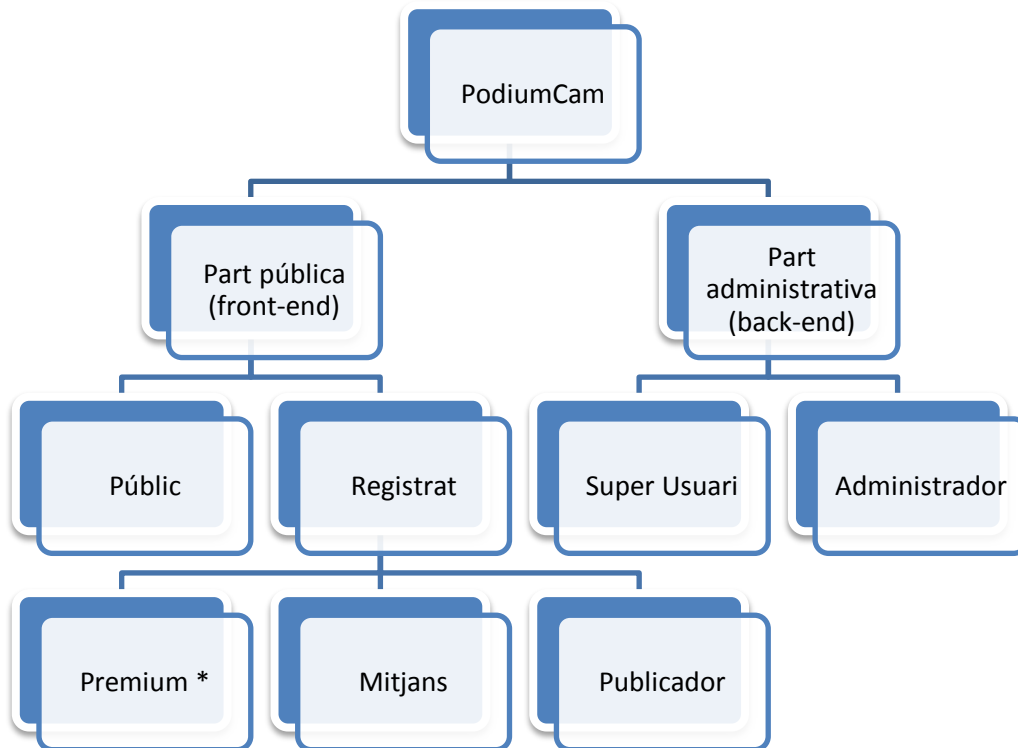 PodiumCam
Part pública
(front-end)
Part
administrativa
(back-end)
Públic
Registrat
Super Usuari
Administrador
Premium *
Mitjans
Publicador